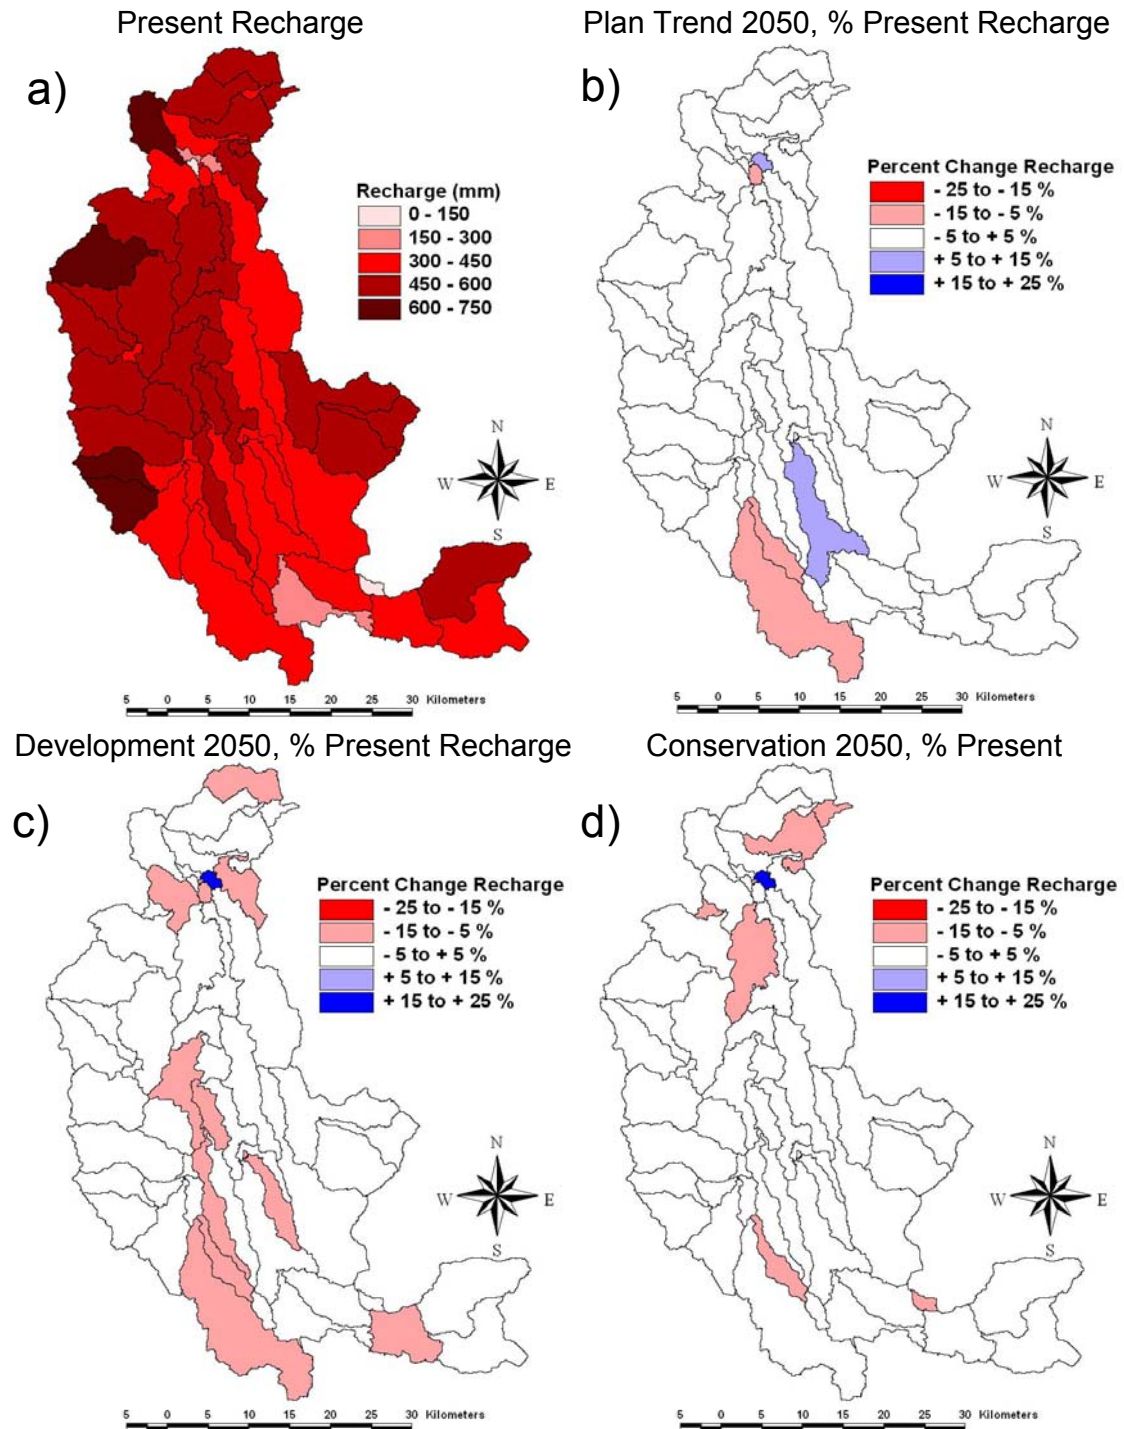 Present Recharge
Plan Trend 2050, % Present Recharge
a)
b)
Recharge (mm)
0 - 150
150 - 300
300 - 450
450 - 600
600 - 750
Percent Change Recharge
- 25 to - 15 %
- 15 to - 5 %
- 5 to + 5 %
+ 5 to + 15 %
+ 15 to + 25 %
N
W E
S
N
W E
S
5 0 5 10 15 20 25 30 Kilometers
5 0 5 10 15 20 25 30 Kilometers
Development 2050, % Present Recharge
Conservation 2050, % Present
c)
d)
Percent Change Recharge
- 25 to - 15 %
- 15 to - 5 %
- 5 to + 5 %
+ 5 to + 15 %
+ 15 to + 25 %
Percent Change Recharge
- 25 to - 15 %
- 15 to - 5 %
- 5 to + 5 %
+ 5 to + 15 %
+ 15 to + 25 %
N
W E
S
N
W E
S
5 0 5 10 15 20 25 30 Kilometers
5 0 5 10 15 20 25 30 Kilometers